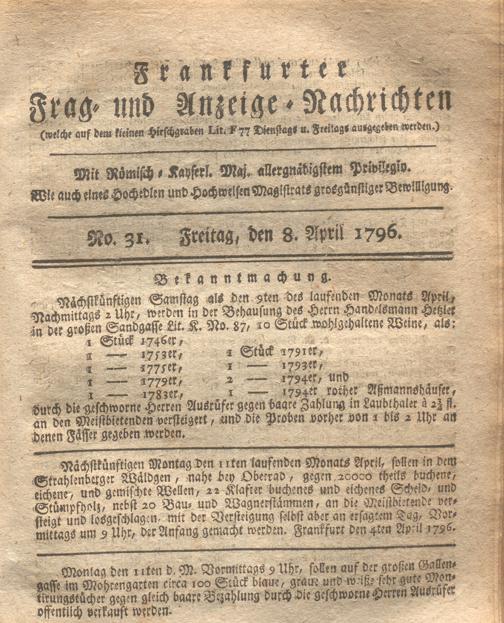 Frankfurter
Frag- und Anzeige-Nachrichten
(welche auf dem kleinen Hirschgraben Lit. F 77 Dienstags u. Freitags ausgegeben werden.)
Mit Römisch-Kayserl. Maj. allergnädigstem Privilegio.
Wie auch eines Hochedlen und Hochweisen Magistrats grosgünstiger Bewilligung.
No. 31. Freitag, den 8. April 1796.
Bekanntmachung.
Nächstkünftigen Samstag als den 9ten des laufenden Monats April,
Nachmittags 2 Uhr, werden in der Behausung des Herrn Handelsmann Hetzler
in der großen Sandgasse Lit. K. No. 87, 10 Stück wohlgehaltene Weine, als:
1 Stück 1746er,
1 — 1753er, 1 Stück 1791er,
1 — 1775er, 1 — 1793er,
1 — 1779er, 2 — 1794er, und
1 — 1783er, 1 — 1794er rother Aßmannshäuser,
durch die geschworne Herren Ausrüfer gegen baare Zahlung in Laubthaler à 2¾ fl.
an den Meistbietenden versteigert, und die Proben vorher von 1 bis 2 Uhr an
denen Fässer gegeben werden.
Nächstkünftigen Montag den 11ten laufenden Monats April, sollen in dem
Strahlenberger Wäldgen, nahe bey Oberrad, gegen 20000 theils buchene,
eichene, und gemischte Wellen, 22 Klafter buchenes und eichenes Scheid- und
Stümpfholz, nebst 20 Bau- und Wagnerstämmen, an die Meistbietende ver-
steigt und losgeschlagen, mit der Versteigung selbst aber an ersagtem Tag, Vor-
mittags um 9 Uhr, der Anfang gemacht werden. Frankfurt den 4ten April 1796.
Montag den 11ten d. M. Vormittags 9 Uhr, sollen auf der großen Gallen-
gasse im Mohrengarten circa 100 Stück blaue, graue und weiße sehr gute Mon-
tirungstücher gegen gleich baare Bezahlung durch die geschworne Herren Ausrüfer
öffentlich verkauft werden.